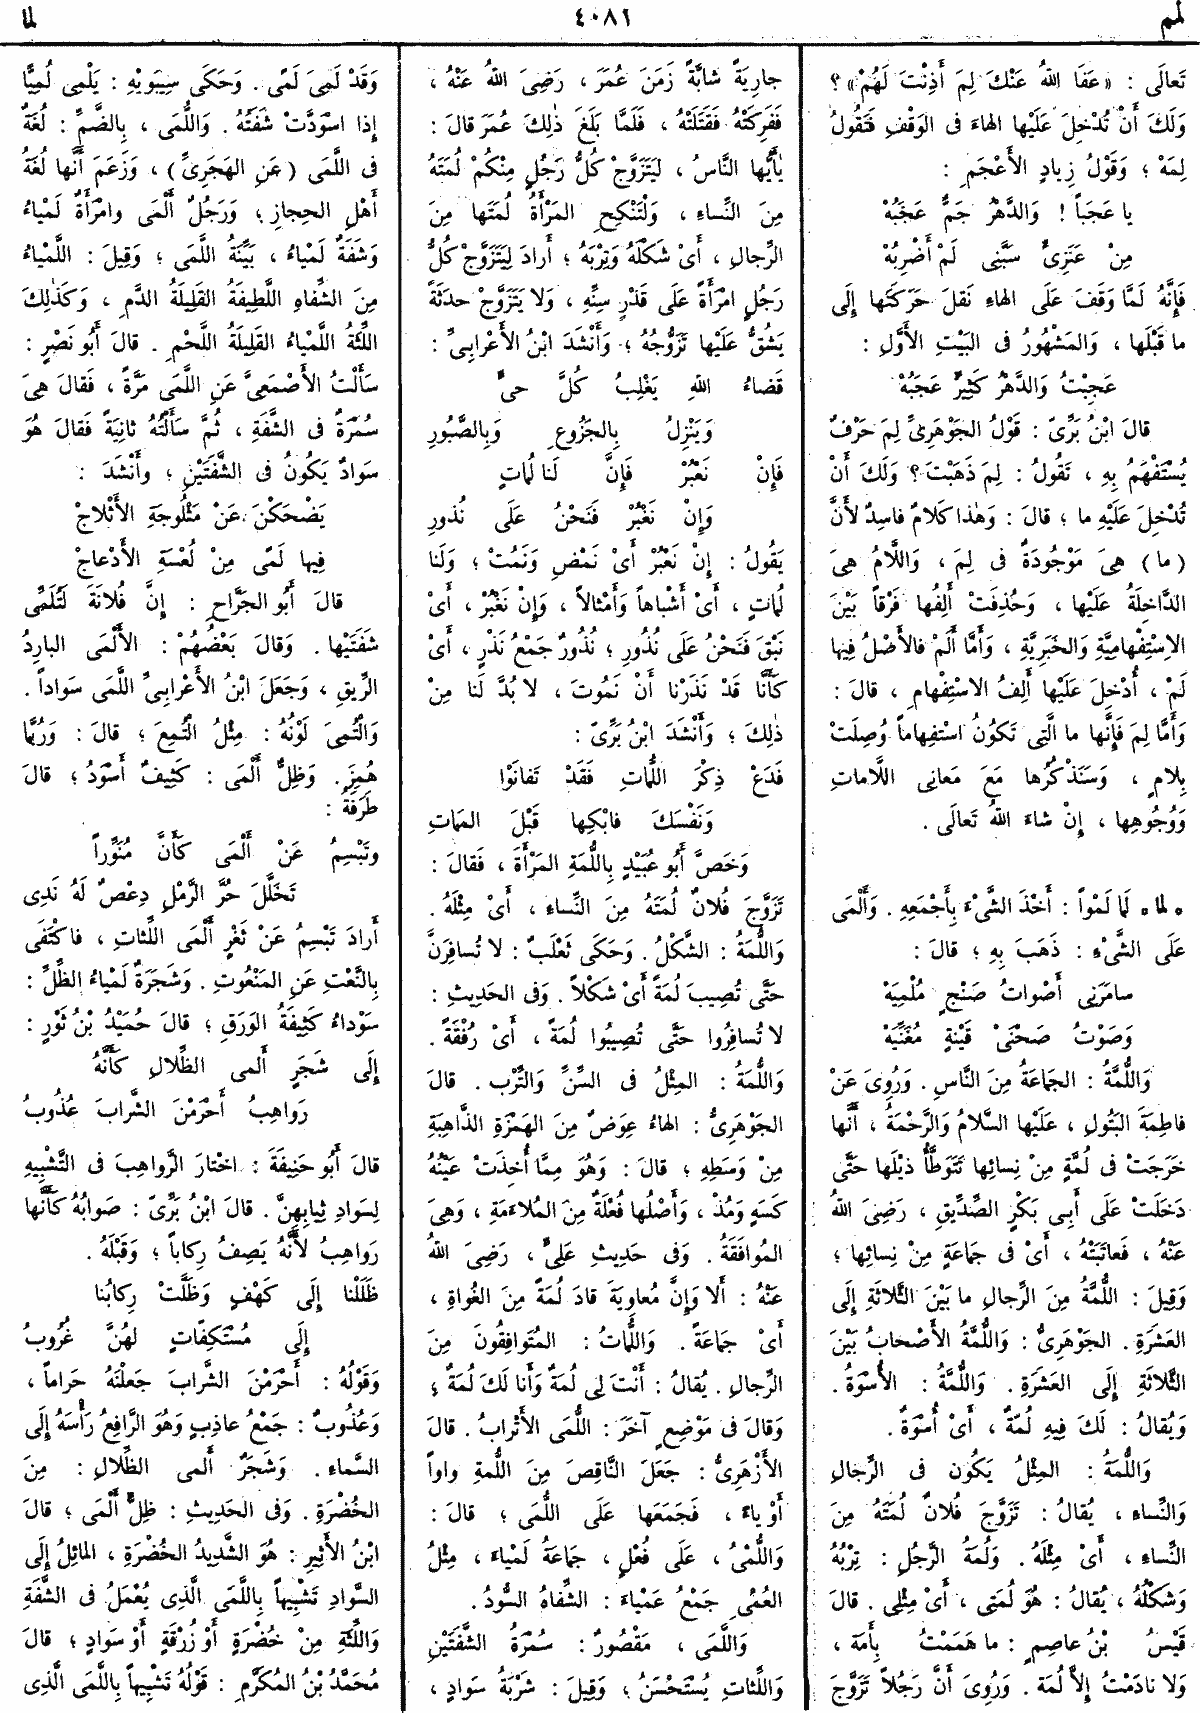 لمم
٤٠٨٢
لما
تَعالَى : «عَفَا اللهُ عَنْكَ لِمَ أَذِنْتَ لَهُمْ» ؟
وَلَكَ أَنْ تُدْخِلَ عَلَيْها الهاءَ فى الوَقْفِ فَتَقُولُ
لِمَهْ ؛ وَقَوْلُ زِيادٍ الأَعْجَمِ :
يا عَجَباً ! وَالدَّهْرُ جَمٌّ عَجَبُهْ
مِنْ عَنَزِىٍّ سَبَّنِى لَمْ أَضْرِبُهْ
فَإِنَّهُ لَمَّا وَقَفَ عَلَى الهاءِ نَقَلَ حَرَكَتَها إِلَى
ما قَبْلَها ، وَالمَشْهُورُ فى البَيْتِ الأَوَّلِ :
عَجِبْتُ وَالدَّهْرُ كَثِيرٌ عَجَبُهْ
قالَ ابْنُ بَرِّىّ : قَوْلُ الجَوْهَرِىِّ لِمَ حَرْفٌ
يُسْتَفْهَمُ بِهِ ، تَقُولُ : لِمَ ذَهَبْتَ ؟ وَلَكَ أَنْ
تُدْخِلَ عَلَيْهِ ما ؛ قالَ : وَهٰذا كَلامٌ فاسِدٌ لأَنَّ
(ما) هِىَ مَوْجُودَةٌ فى لِمَ ، وَاللَّامُ هِىَ
الدَّاخِلَةُ عَلَيْها ، وَحُذِفَتْ أَلِفُها فَرْقاً بَيْنَ
الاِسْتِفْهامِيَّةِ وَالخَبَرِيَّةِ ، وَأَمَّا أَلَمْ فالأَصْلُ فِيها
لَمْ ، أُدْخِلَ عَلَيْها أَلِفُ الاسْتِفْهامِ ، قالَ :
وَأَمَّا لِمَ فَإِنَّها ما الَّتِى تَكُونُ اسْتفِهاماً وُصِلَتْ
بِلامٍ ، وَسَنَذْكُرُها مَعَ مَعانِى اللَّاماتِ
وَوُجُوهِها ، إِنْ شاءَ اللهُ تَعالَى .
• لما • لَمَا لَمْواً : أَخَذَ الشَّىْءَ بِأَجْمَعِهِ . وَأَلْمَى
عَلَى الشَّىْءِ : ذَهَبَ بِهِ ؛ قالَ :
سامَرَنِى أَصْواتُ صَنْجٍ مُلْمِيَهْ
وَصَوْتُ صَحْنَىْ قَيْنَةٍ مُغَنِّيَهْ
وَاللُّمَةُ : الجَماعَةُ مِنَ النَّاسِ . وَرُوِىَ عَنْ
فاطِمَةَ البَتُولِ ، عَلَيْها السَّلامُ وَالرَّحْمَةُ ، أَنَّها
خَرَجَتْ فى لُمَّةٍ مِنْ نِسائِها تَتَوَطَّأُ ذَيْلَها حَتَّى
دَخَلَتْ عَلَى أَبِى بَكْرٍ الصِّدِّيقِ ، رَضِىَ اللهُ
عَنْهُ ، فَعاتَبَتْهُ ، أَىْ فى جَماعَةٍ مِنْ نِسائِها ؛
وَقِيلَ : اللُّمَّةُ مِنَ الرِّجالِ ما بَيْنَ الثَّلاثَةِ إِلَى
العَشَرَةِ . الجَوْهَرِىُّ : وَاللُّمَّةُ الأَصْحابُ بَيْنَ
الثَّلاثَةِ إِلَى العَشَرَةِ . وَاللُّمَّةُ : الأُسْوَةُ .
وَيُقالُ : لَكَ فِيهِ لُمَّةٌ ، أَىْ أُسْوَةٌ .
وَاللُّمَةُ : المِثْلُ يَكُون فى الرِّجالِ
وَالنِّساءِ ، يُقالُ : تَزَوَّجَ فُلانٌ لُمَتَهُ مِنَ
النِّساءِ ، أَىْ مِثْلَهُ . وَلُمَةُ الرَّجُلِ : تِرْبُهُ
وَشَكْلُهُ ، يُقالُ : هُوَ لُمَتِى ، أَىْ مِثْلِى . قالَ
قَيْسُ بْنُ عاصِمٍ : ما هَمَمْتُ بِأَمَة ،
وَلا نادَمْتُ إِلاَّ لُمَة . وَرُوِىَ أَنَّ رَجُلاً تَزَوَّجَ
جارِيَةً شابَّةً زَمَنَ عُمَرَ ، رَضِىَ اللهُ عَنْهُ ،
فَفَرِكَتْهُ فَقَتَلَتْهُ ، فَلَمَّا بَلَغَ ذٰلِكَ عُمَرَ قالَ :
يٰأَيُّها النَّاسُ ، لَيَتَزَوَّجْ كُلُّ رَجُلٍ مِنْكُمْ لُمَتَهُ
مِنَ النِّساءِ ، وَلْتَنْكِحِ المَرْأَةُ لُمَتَها مِنَ
الرِّجالِ ، أَىْ شَكْلَهُ وَتِرْبَهُ ؛ أَرادَ لِيَتَزَوَّجْ كُلُّ
رَجُلٍ امْرَأَةً عَلَى قَدْرِ سِنِّهِ ، وَلا يَتَزَوَّجْ حَدَثَةً
يَشُقُّ عَلَيْها تَزَوُّجُهُ ؛ وَأَنْشَدَ ابْنُ الأَعْرابِىِّ :
قَضاءُ اللهِ يَغْلِبُ كُلَّ حىٍّ
وَيَنْزِلُ بِالجَزُوعِ وَبِالصَّبُورِ
فَإِنْ نَعْبُرْ فَإِنَّ لَنا لُماتٍ
وَإِنْ نَغْبُرْ فَنَحْنُ عَلَى نُذورِ
يَقُولُ : إِنْ نَعْبُرْ أَىْ نَمْضِ وَنَمُتْ ؛ وَلَنا
لُماتٍ ، أَىْ أَشْباهاً وَأَمْثالاً ، وَإِنْ نَغْبُرْ ، أَىْ
نَبْقَ فَنَحْنُ عَلَى نُذُورِ ؛ نُذُورٌ جَمْعُ نَذْرٍ ، أَىْ
كَأَنَّا قَدْ نَذَرْنا أَنْ نَمُوتَ ، لا بُدَّ لَنا مِنْ
ذٰلِكَ ؛ وَأَنْشَدَ ابْنُ بَرِّىّ :
فَدَعْ ذِكْرَ اللُّماتِ فَقَدْ تَفانَوْا
وَنَفْسَكَ فابْكِها قَبْلَ المَماتِ
وَخَصَّ أَبُو عُبَيْدٍ بِاللُّمَةِ المَرْأَةَ ، فَقالَ :
تَزَوَّجَ فُلانٌ لُمَتَهُ مِنَ النِّساءِ ، أَىْ مِثْلَهُ .
وَاللُّمَةُ : الشَّكْلُ . وَحَكَى ثَعْلَبٌ : لا تُسافِرَنَّ
حَتَّى تُصِيبَ لُمَةً أَىْ شَكْلاً . وَفى الحَدِيثِ :
لا تُسافِرُوا حَتَّى تُصِيبُوا لُمَةً ، أَىْ رُفْقَةً .
وَاللُّمَةُ : المِثْلُ فى السِّنِّ وَالتِّرْب . قالَ
الجَوْهَرِىُّ : الهاءُ عِوَضٌ مِنَ الهَمْزَةِ الذَّاهِبَةِ
مِنْ وَسَطِهِ ؛ قالَ : وَهُوَ مِمَّا أُخِذَتْ عَيْنُهُ
كَسَهٍ وَمُذْ ، وَأَصْلُها فُعْلَةٌ مِنَ المُلاءَمَةِ ، وَهِىَ
المُوافَقَةُ . وَفى حَدِيثِ عَلِىٍّ ، رَضِىَ اللهُ
عَنْهُ : أَلا وَإِنَّ مُعاوِيَةَ قادَ لُمَةً مِنَ الغُواةِ ،
أَىْ جَماعَةً . وَاللُّماتُ : المُتَوافِقُونَ مِنَ
الرِّجالِ . يُقالُ : أَنْتَ لِى لُمَةٌ وَأَنا لَكَ لُمَةٌ ؛
وَقالَ فى مَوْضِعٍ آخَرَ : اللُّمَى الأَتْرابُ . قالَ
الأَزْهَرِىُّ : جَعَلَ النَّاقِصَ مِنَ اللُّمةِ واواً
أَوْ ياءً ، فَجَمَعَها عَلَى اللُّمَى ؛ قالَ :
وَاللُّمْىُ ، عَلَى فُعْلٍ ، جَماعَةُ لَمْياءَ ، مِثْلُ
العُمْىِ جَمْعُ عَمْياءَ : الشِّفاهُ السُّودُ .
وَاللَّمَى ، مَقْصُورٌ : سُمْرَةُ الشَّفَتَيْنِ
وَاللِّثاتِ يُسْتَحْسَنُ ؛ وَقِيلَ : شَرْبَةُ سَوادٍ ،
وَقَدْ لَمِىَ لَمًى . وَحَكَى سِيبَوَيْهِ : يَلْمِى لُمِيًّا
إِذا اسْوَدَّتْ شَفَتُهُ . وَاللُّمَى ، بِالضَّمِّ : لُغَةٌ
فى اللَّمَى (عَنِ الهَجَرِىِّ) ، وَزَعَمَ أَنَّها لُغَةُ
أَهْلِ الحِجازِ ؛ وَرَجُلٌ أَلْمَى وامْرَأَةٌ لَمْياءُ
وَشَفَةٌ لَمْياءُ ، بَيِّنَةُ اللَّمَى ؛ وَقِيلَ : اللَّمْياءُ
مِنَ الشِّفاهِ اللَّطِيفَةُ القَلِيلَةُ الدَّمِ ، وَكَذٰلِكَ
اللِّثَةُ اللَّمْياءُ القَلِيلَةُ اللَّحْمِ . قالَ أَبُو نَصْرٍ :
سَأَلْتُ الأَصْمَعِىَّ عَنِ اللَّمَى مَرَّةً ، فَقالَ هِىَ
سُمْرَةٌ فى الشَّفَةِ ، ثُمَّ سَأَلْتُهُ ثانِيَةً فَقالَ هُوَ
سَوادٌ يَكُونُ فى الشَّفَتَيْنِ ؛ وأَنْشَدَ :
يَضْحَكْنَ عَنْ مَثْلُوجَةِ الأَثْلاجْ
فِيها لَمًى مِنْ لُعْسَةِ الأَدْعاجْ
قالَ أَبُو الجَرَّاحِ : إِنَّ فُلانَةَ لَتُلَمِّى
شَفَتَيْها . وَقالَ بَعْضُهُمْ : الأَلْمَى البارِدُ
الرِّيقِ ، وَجَعَلَ ابْنُ الأَعْرابِىِّ اللَّمَى سَواداً .
وَالْتُمِىَ لَوْنُهُ : مِثْلُ الْتُمِعَ ؛ قالَ : وَرُبَّما
هُمِزَ . وَظِلٌّ أَلْمَى : كَثِيفٌ أَسْوَدُ ؛ قالَ
طَرَفَةُ :
وَتَبْسِمُ عَنْ أَلْمَى كَأَنَّ مُنَوِّراً
تَخَلَّلَ حُرَّ الرَّمْلِ دِعْصٌ لَهُ نَدِى
أَرادَ تَبْسِمُ عَنْ ثَغْرٍ أَلْمَى اللِّثاتِ ، فاكْتَفَى
بِالنَّعْتِ عَنِ المَنْعُوتِ . وَشَجَرَةٌ لَمْياءُ الظِّلِّ :
سَوْداءُ كَثِيفَةُ الوَرَقِ ؛ قالَ حُمَيْدُ بْنُ ثَوْرٍ :
إِلَى شَجَرٍ أَلمى الظِّلالِ كَأَنَّهُ
رَواهِبُ أَحْرَمْنَ الشَّرابَ عُذُوبُ
قالَ أَبُو حَنِيفَةَ : اخْتارَ الرَّواهِبَ فى التَّشْبِيهِ
لِسَوادِ ثِيابِهِنَّ . قالَ ابْنُ بَرِّىّ : صَوابُهُ كَأَنَّها
رَواهِبُ لأَنَّهُ يَصِفُ رِكاباً ؛ وَقَبْلَهُ .
ظَلَلْنا إِلَى كَهْفٍ وَظَلَّتْ رِكابُنا
إِلَى مُسْتَكِفَّاتٍ لهُنَّ غُرُوبُ
وَقَوْلُهُ : أَحْرَمْنَ الشَّرابَ جَعَلْنَهُ حَراماً ،
وَعُذُوبٌ : جَمْعُ عاذِبٍ وَهُوَ الرَّافِعُ رَأْسَهُ إِلَى
السَّماءِ . وَشَجَرٌ أَلمى الظِّلالِ : مِنَ
الخُضْرَةِ . وَفى الحَدِيثِ : ظِلٌّ أَلْمَى ؛ قالَ
ابْنُ الأَثِيرِ : هُوَ الشَّدِيدُ الخُضْرَةِ ، المائِلُ إِلَى
السَّوادِ تَشْبِيهاً بِاللَّمَى الَّذِى يُعْمَلُ فى الشَّفَةِ
وَاللِّثَةِ مِنْ خُضْرَةٍ أَوْ زُرْقَةٍ أَوْ سَوادٍ ؛ قالَ
مُحَمَّدُ بْنُ المُكَرَّمِ : قَوْلُهُ تَشْبِيهاً بِاللَّمَى الَّذِى